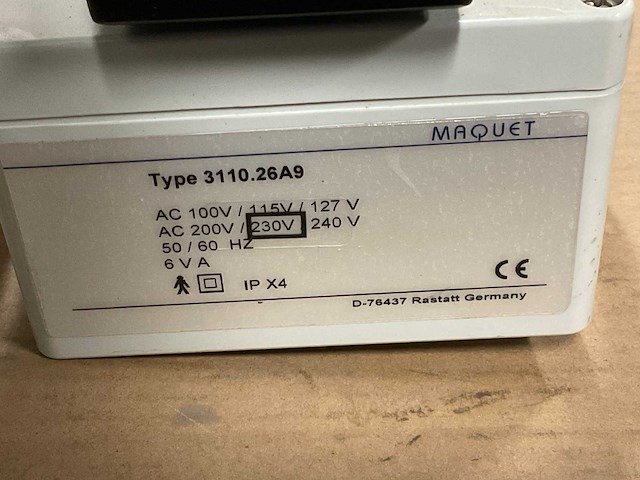 MAQUET
Type 3110.26A9
AC 100V / 115V / 127 V
AC 200V / 230V 240 V
50 / 60 HZ
6 V A
IP X4
CE
D-76437 Rastatt Germany